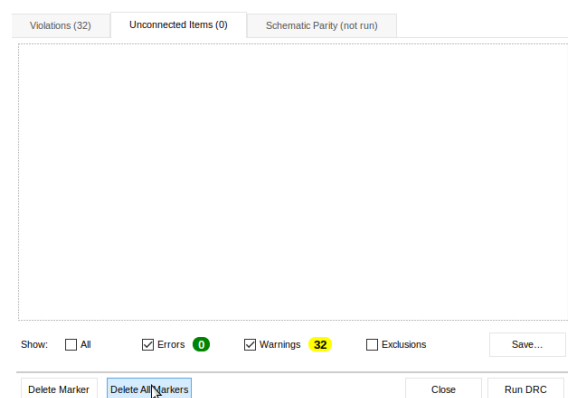 Violations (32) Unconnected Items (0) Schematic Parity (not run)
Show: All Errors 0 Warnings 32 Exclusions Save...
Delete Marker Delete All Markers Close Run DRC